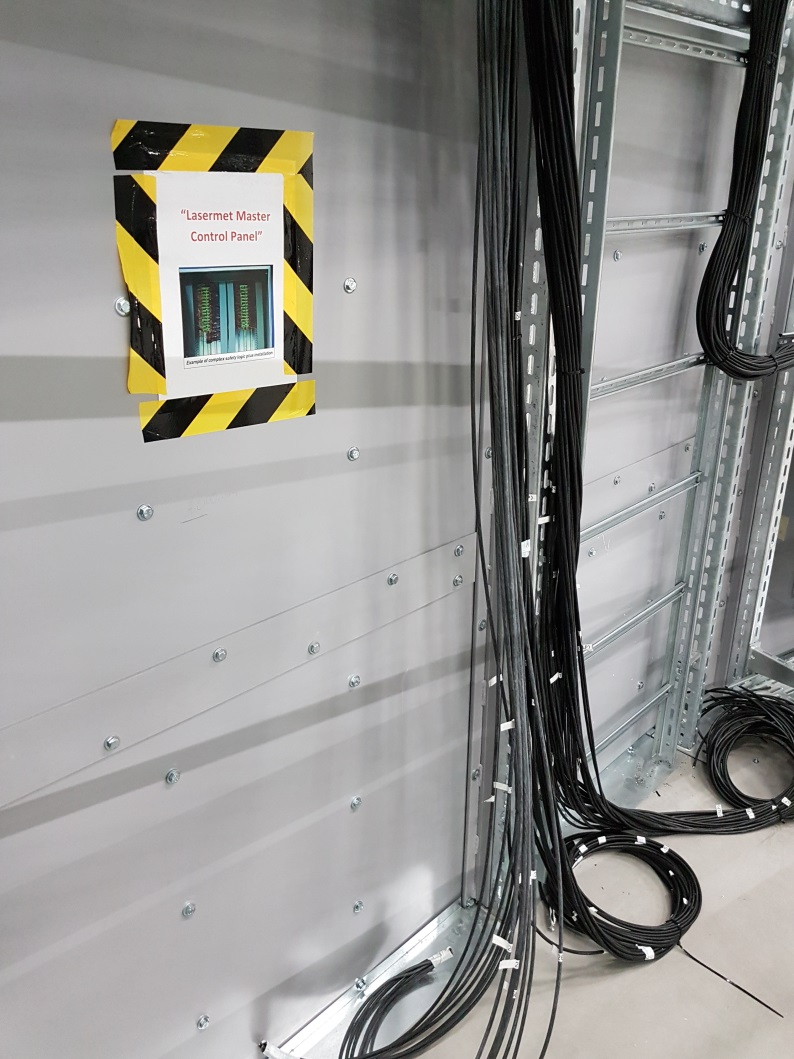 "Lasermet Master
Control Panel"
Example of complex safety logic plus installation